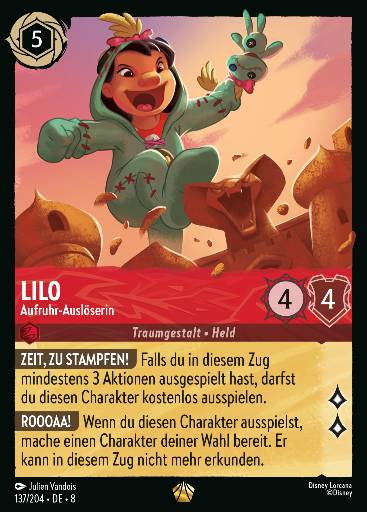 5
LILO
Aufruhr-Auslöserin
4
4
Traumgestalt • Held
ZEIT, ZU STAMPFEN! Falls du in diesem Zug
mindestens 3 Aktionen ausgespielt hast, darfst
du diesen Charakter kostenlos ausspielen.
ROOOAA! Wenn du diesen Charakter ausspielst,
mache einen Charakter deiner Wahl bereit. Er
kann in diesem Zug nicht mehr erkunden.
Julien Vandois
137/204 • DE • 8
Disney Lorcana
©Disney